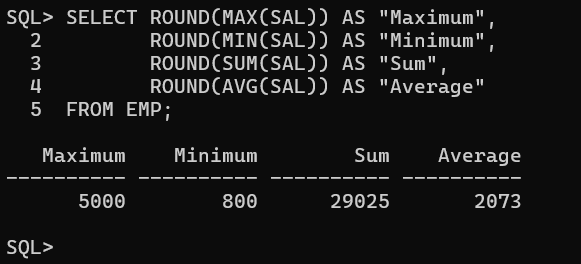 SQL> SELECT ROUND(MAX(SAL)) AS "Maximum",
  2         ROUND(MIN(SAL)) AS "Minimum",
  3         ROUND(SUM(SAL)) AS "Sum",
  4         ROUND(AVG(SAL)) AS "Average"
  5  FROM EMP;

   Maximum    Minimum        Sum    Average
---------- ---------- ---------- ----------
      5000        800      29025       2073

SQL>